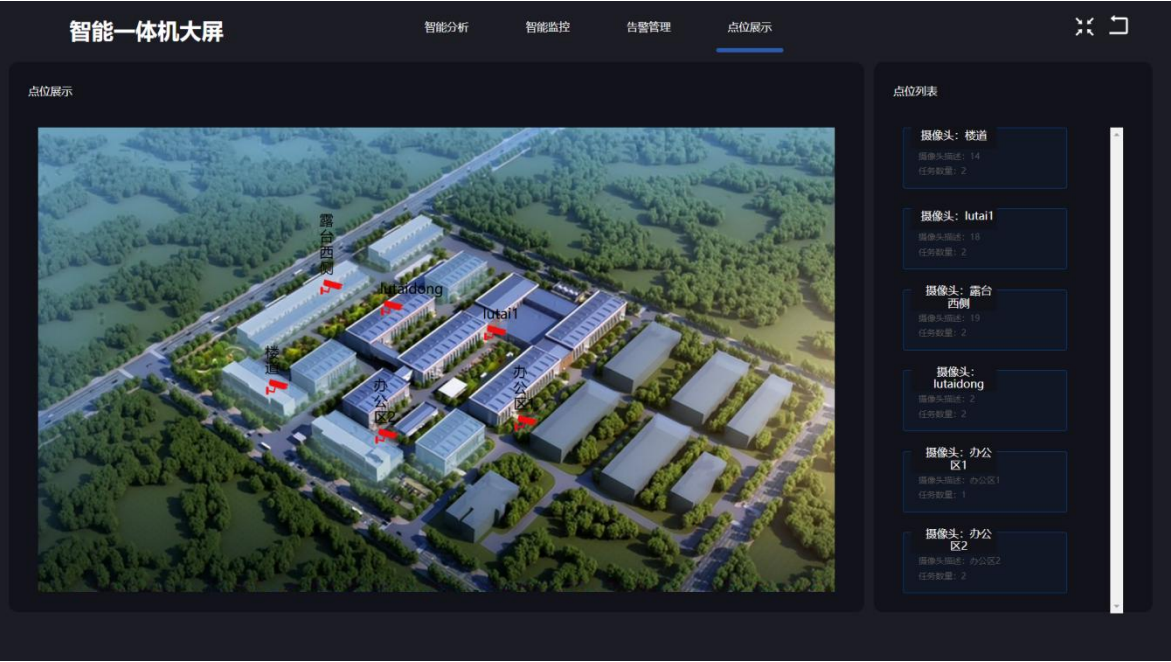 智能一体机大屏
智能分析
智能监控
告警管理
点位展示
点位展示
露台西侧
lutaidong
lutai1
楼道
办公区2
办公区
点位列表
摄像头：楼道
摄像头描述：14
任务数量：2
摄像头：lutai1
摄像头描述：18
任务数量：2
摄像头：露台
西侧
摄像头描述：19
任务数量：2
摄像头：
lutaidong
摄像头描述：2
任务数量：2
摄像头：办公
区1
摄像头描述：办公区1
任务数量：1
摄像头：办公
区2
摄像头描述：办公区2
任务数量：2